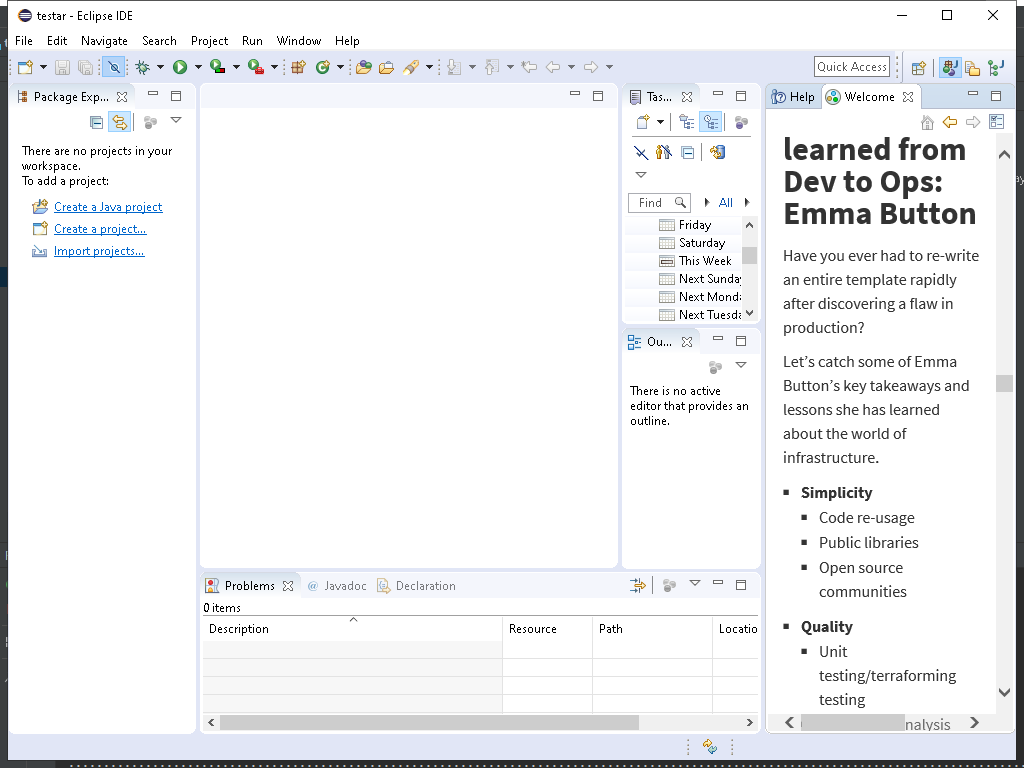 testar - Eclipse IDE
File Edit Navigate Search Project Run Window Help
Quick Access
Package Exp...
There are no projects in your
workspace.
To add a project:
Create a Java project
Create a project...
Import projects...
Tas...
Find
All
Friday
Saturday
This Week
Next Sunday
Next Monda
Next Tuesda
Ou...
There is no active
editor that provides an
outline.
Help
Welcome
learned from
Dev to Ops:
Emma Button
Have you ever had to re-write
an entire template rapidly
after discovering a flaw in
production?
Let’s catch some of Emma
Button’s key takeaways and
lessons she has learned
about the world of
infrastructure.
Simplicity
Code re-usage
Public libraries
Open source
communities
Quality
Unit
testing/terraforming
testing
nalysis
Problems
@ Javadoc
Declaration
0 items
Description Resource Path Locatio